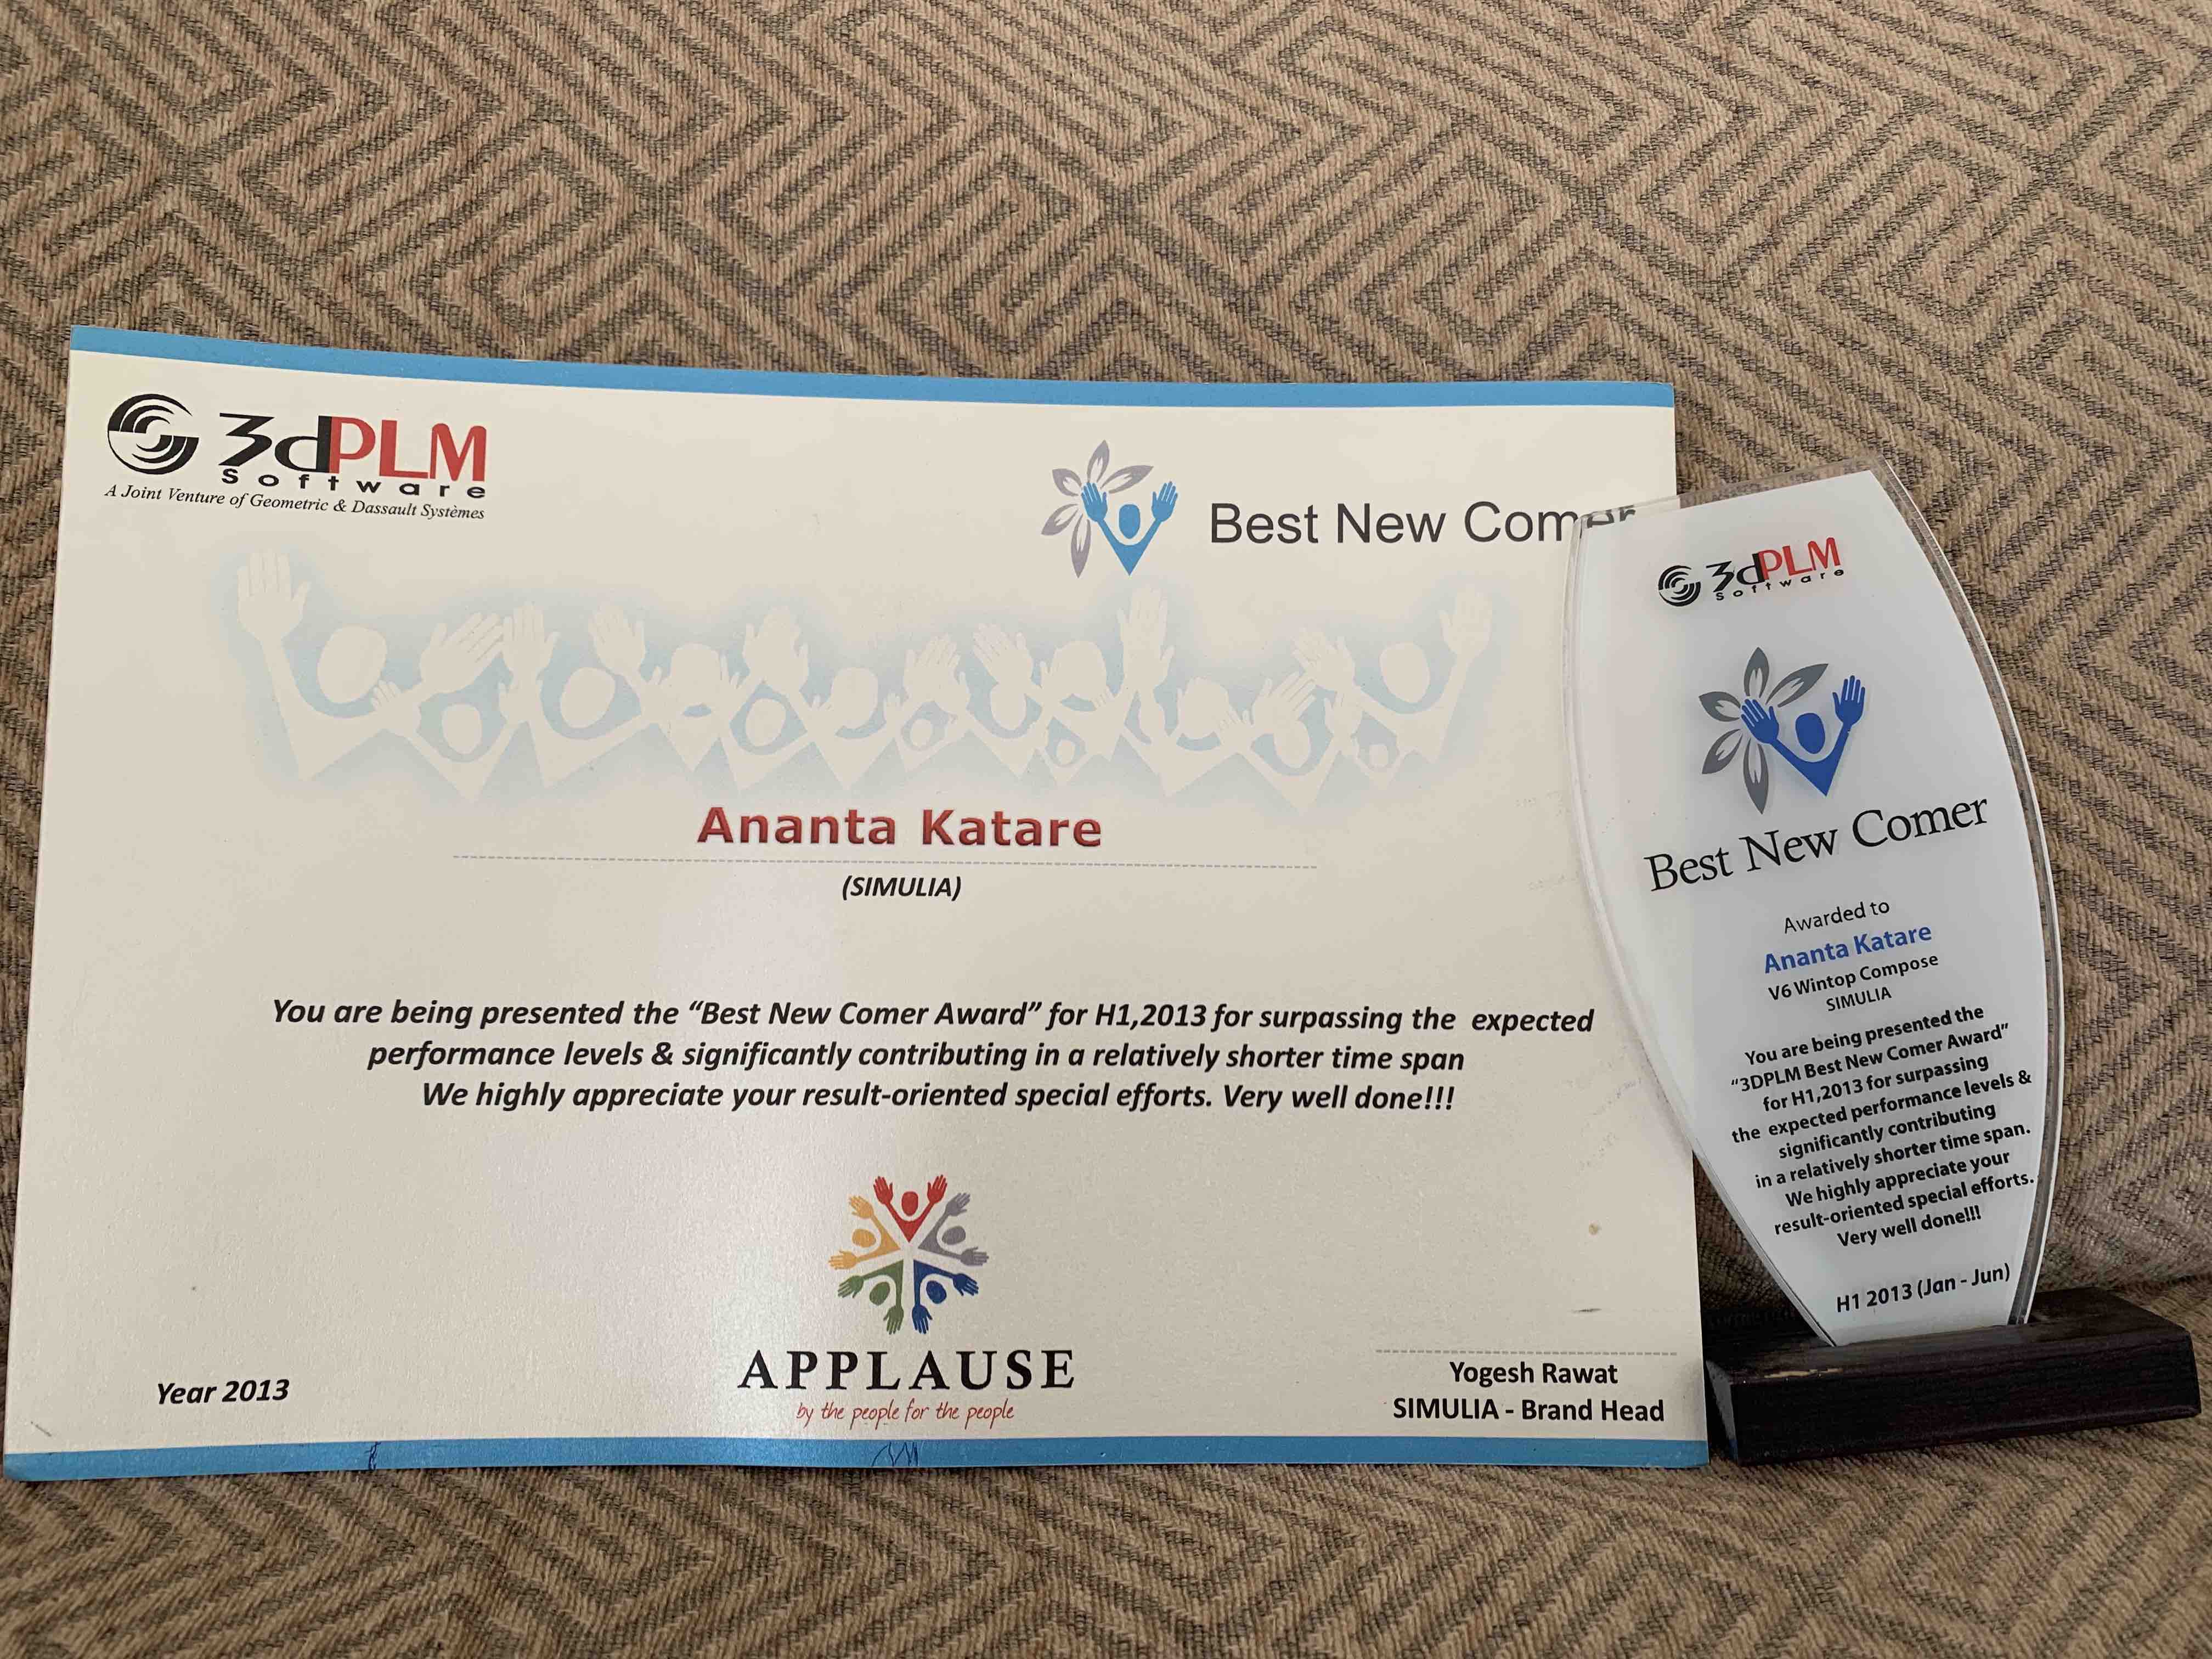 3dPLM
Software
A Joint Venture of Geometric & Dassault Systèmes
Best New Comer
Ananta Katare
(SIMULIA)
You are being presented the “Best New Comer Award” for H1,2013 for surpassing the expected
performance levels & significantly contributing in a relatively shorter time span
We highly appreciate your result-oriented special efforts. Very well done!!!
APPLAUSE
by the people for the people
Year 2013
Yogesh Rawat
SIMULIA - Brand Head
3dPLM
Software
Best New Comer
Awarded to
Ananta Katare
V6 Wintop Compose
SIMULIA
You are being presented the
“3DPLM Best New Comer Award”
for H1,2013 for surpassing
the expected performance levels &
significantly contributing
in a relatively shorter time span.
We highly appreciate your
result-oriented special efforts.
Very well done!!!
H1 2013 (Jan - Jun)